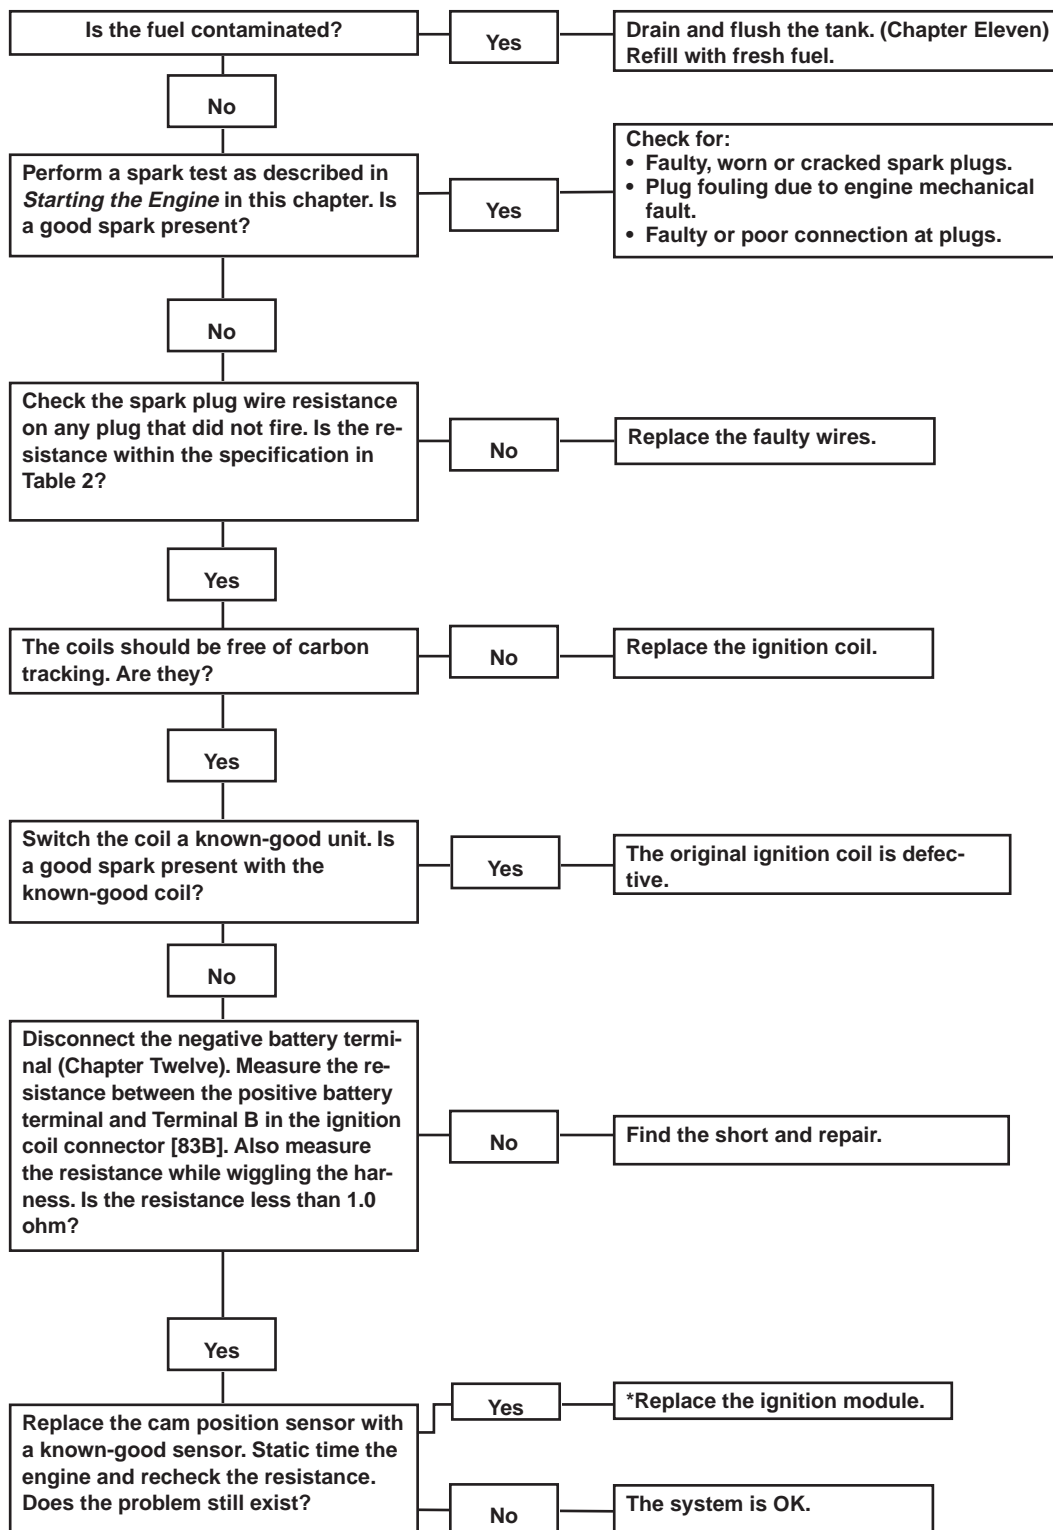 Is the fuel contaminated?
Yes
Drain and flush the tank. (Chapter Eleven)
Refill with fresh fuel.
No
Perform a spark test as described in
Starting the Engine in this chapter. Is
a good spark present?
Yes
Check for:
• Faulty, worn or cracked spark plugs.
• Plug fouling due to engine mechanical
fault.
• Faulty or poor connection at plugs.
No
Check the spark plug wire resistance
on any plug that did not fire. Is the re-
sistance within the specification in
Table 2?
No
Replace the faulty wires.
Yes
The coils should be free of carbon
tracking. Are they?
No
Replace the ignition coil.
Yes
Switch the coil a known-good unit. Is
a good spark present with the
known-good coil?
Yes
The original ignition coil is defec-
tive.
No
Disconnect the negative battery termi-
nal (Chapter Twelve). Measure the re-
sistance between the positive battery
terminal and Terminal B in the ignition
coil connector [83B]. Also measure
the resistance while wiggling the har-
ness. Is the resistance less than 1.0
ohm?
No
Find the short and repair.
Yes
Replace the cam position sensor with
a known-good sensor. Static time the
engine and recheck the resistance.
Does the problem still exist?
Yes
*Replace the ignition module.
No
The system is OK.